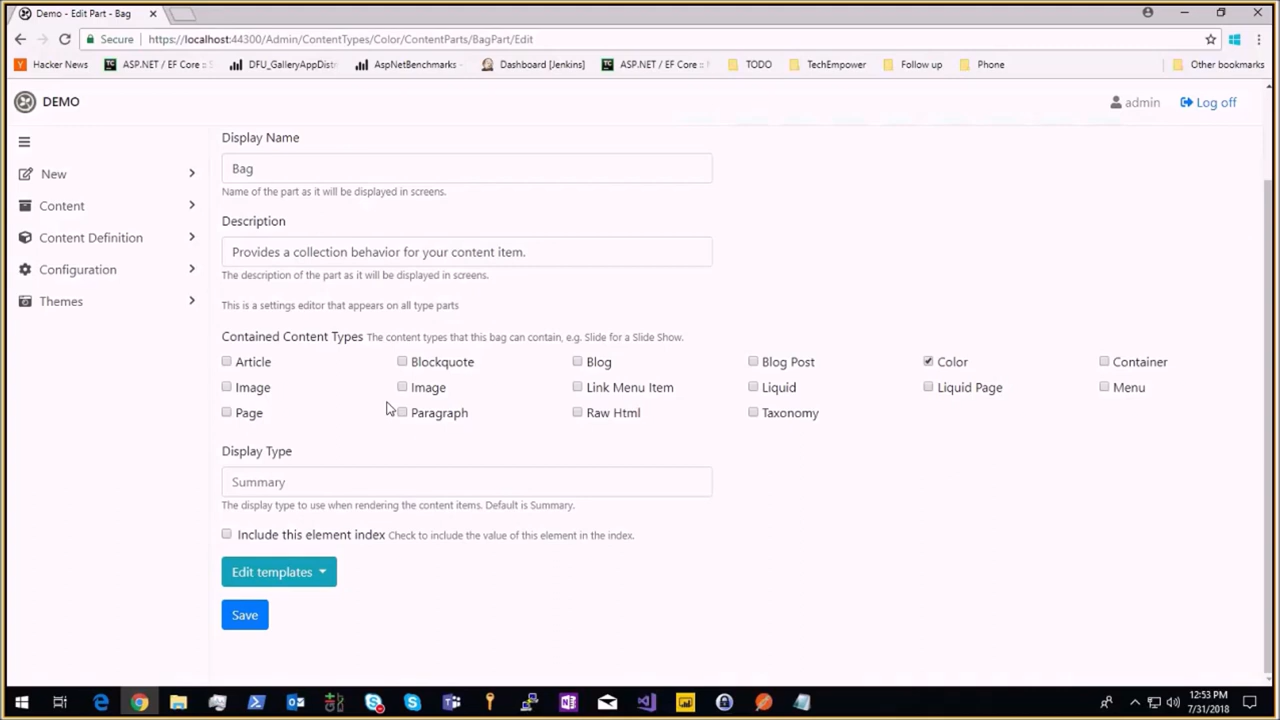 Demo - Edit Part - Bag
Secure https://localhost:44300/Admin/ContentTypes/Color/ContentParts/BagPart/Edit
Hacker News ASP.NET / EF Core :: DFU_GalleryAppDist AspNetBenchmarks - Dashboard [Jenkins] ASP.NET / EF Core :: TODO TechEmpower Follow up Phone Other bookmarks
DEMO admin Log off
Display Name
New
Bag
Name of the part as it will be displayed in screens.
Content
Description
Content Definition
Provides a collection behavior for your content item.
Configuration
The description of the part as it will be displayed in screens.
Themes
This is a settings editor that appears on all type parts
Contained Content Types The content types that this bag can contain, e.g. Slide for a Slide Show.
Article Blockquote Blog Blog Post Color Container
Image Image Link Menu Item Liquid Liquid Page Menu
Page Paragraph Raw Html Taxonomy
Display Type
Summary
The display type to use when rendering the content items. Default is Summary.
Include this element index Check to include the value of this element in the index.
Edit templates
Save
12:53 PM
7/31/2018